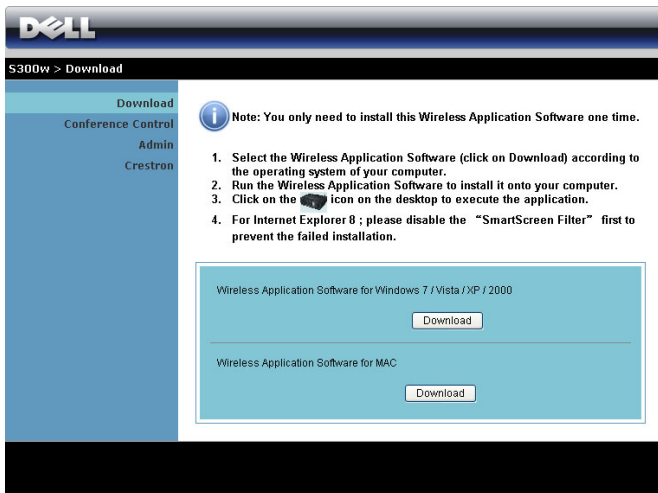 DELL
S300w > Download
Download
Conference Control
Admin
Crestron
Note: You only need to install this Wireless Application Software one time.
1. Select the Wireless Application Software (click on Download) according to
the operating system of your computer.
2. Run the Wireless Application Software to install it onto your computer.
3. Click on the icon on the desktop to execute the application.
4. For Internet Explorer 8 ; please disable the “SmartScreen Filter” first to
prevent the failed installation.
Wireless Application Software for Windows 7 / Vista / XP / 2000
Download
Wireless Application Software for MAC
Download